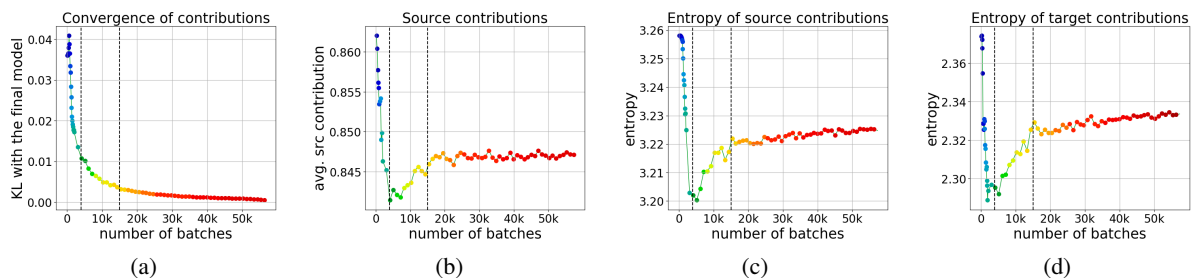 Convergence of contributions
KL with the final model
0.04
0.03
0.02
0.01
0.00
0 10k 20k 30k 40k 50k
number of batches
(a)
Source contributions
avg. src contribution
0.860
0.855
0.850
0.845
0 10k 20k 30k 40k 50k
number of batches
(b)
Entropy of source contributions
entropy
3.26
3.25
3.24
3.23
3.22
3.21
3.20
0 10k 20k 30k 40k 50k
number of batches
(c)
Entropy of target contributions
entropy
2.36
2.34
2.33
2.30
0 10k 20k 30k 40k 50k
number of batches
(d)